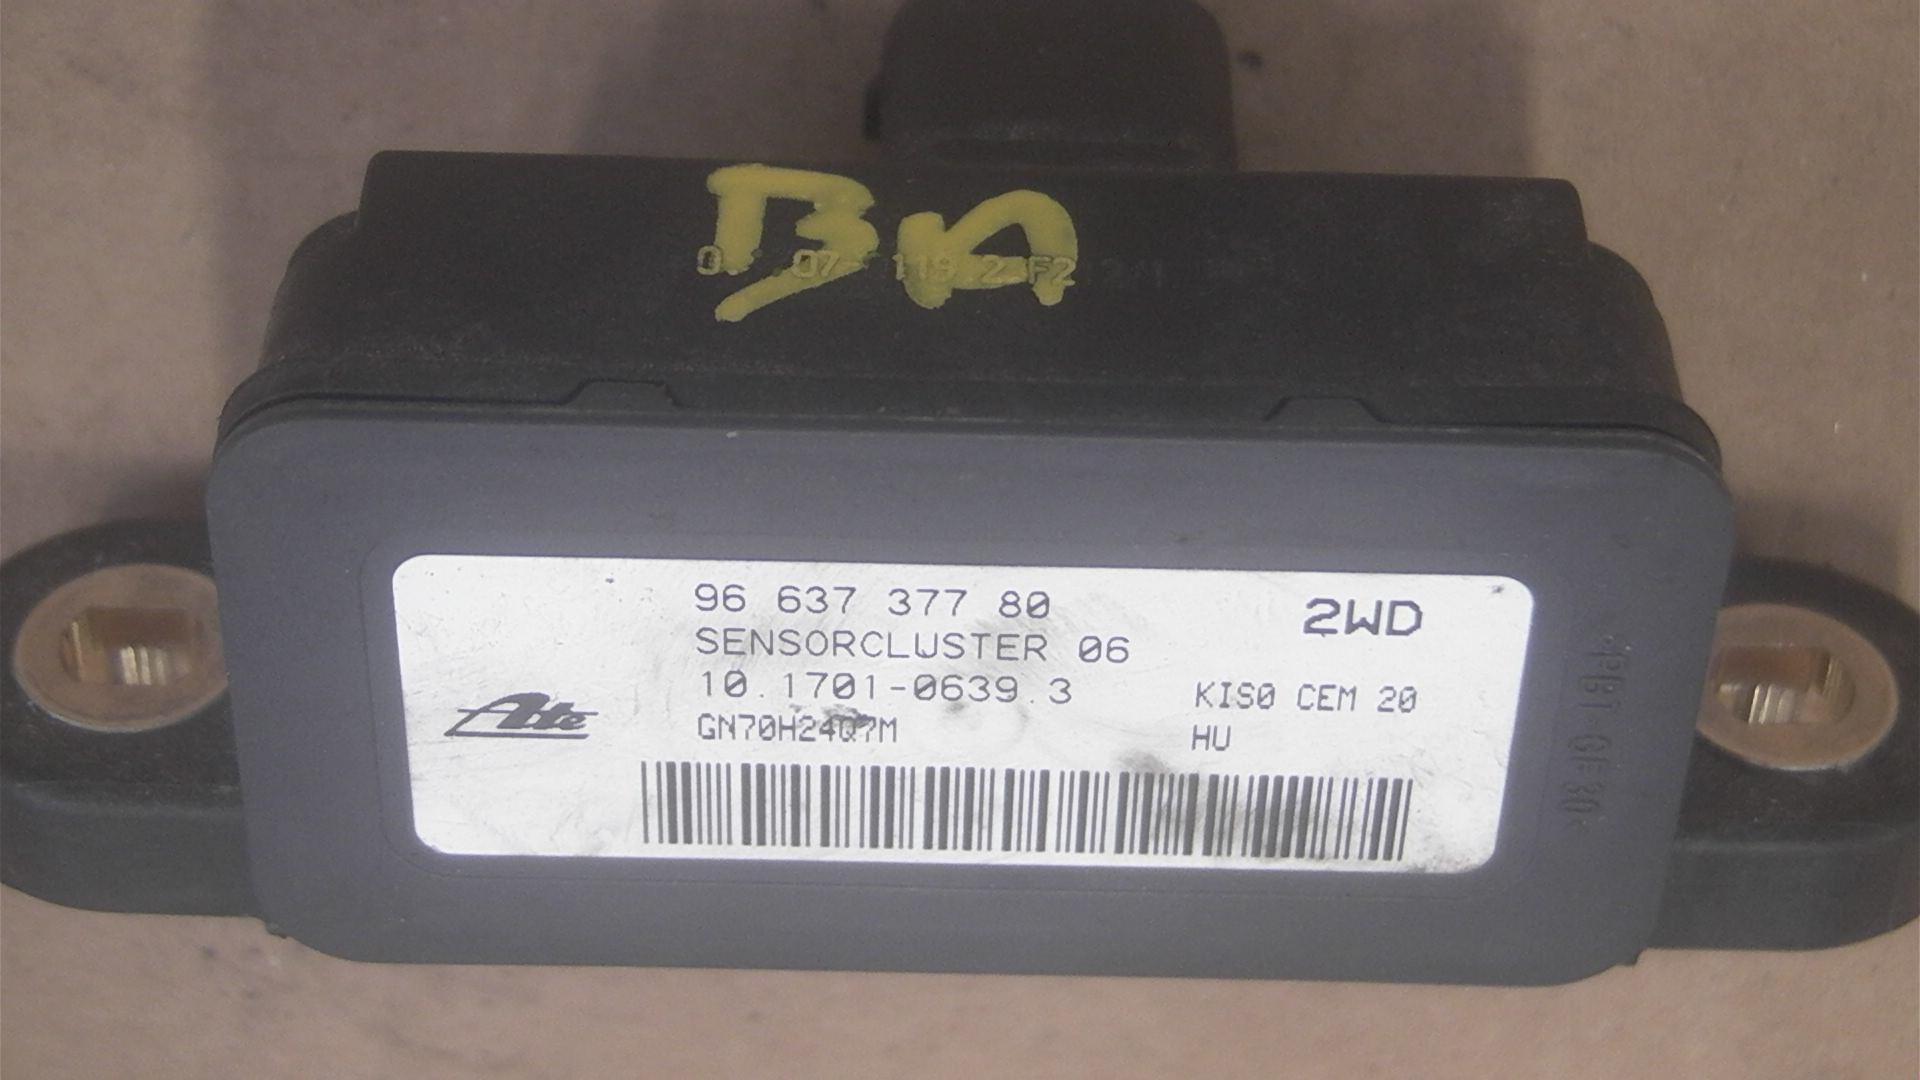 BA
96 637 377 80
2WD
SENSORCLUSTER 06
10.1701-0639.3
KIS0 CEM 20
Ate
GN70H24Q7M
HU